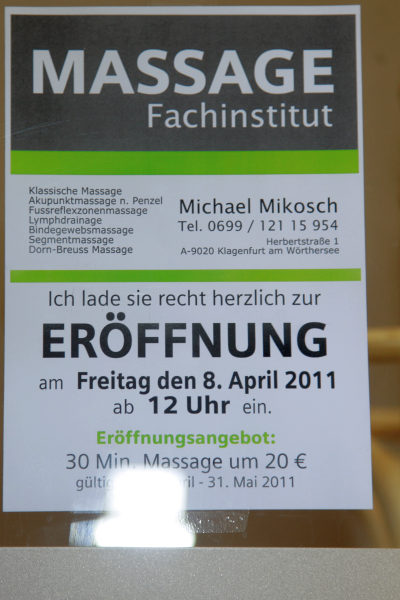 MASSAGE
Fachinstitut
Klassische Massage
Akupunktmassage n. Penzel
Fussreflexzonenmassage
Lymphdrainage
Bindegewebsmassage
Segmentmassage
Dorn-Breuss Massage
Michael Mikosch
Tel. 0699 / 121 15 954
Herbertstraße 1
A-9020 Klagenfurt am Wörthersee
Ich lade sie recht herzlich zur
ERÖFFNUNG
am Freitag den 8. April 2011
ab 12 Uhr ein.
Eröffnungsangebot:
30 Min. Massage um 20 €
- 31. Mai 2011